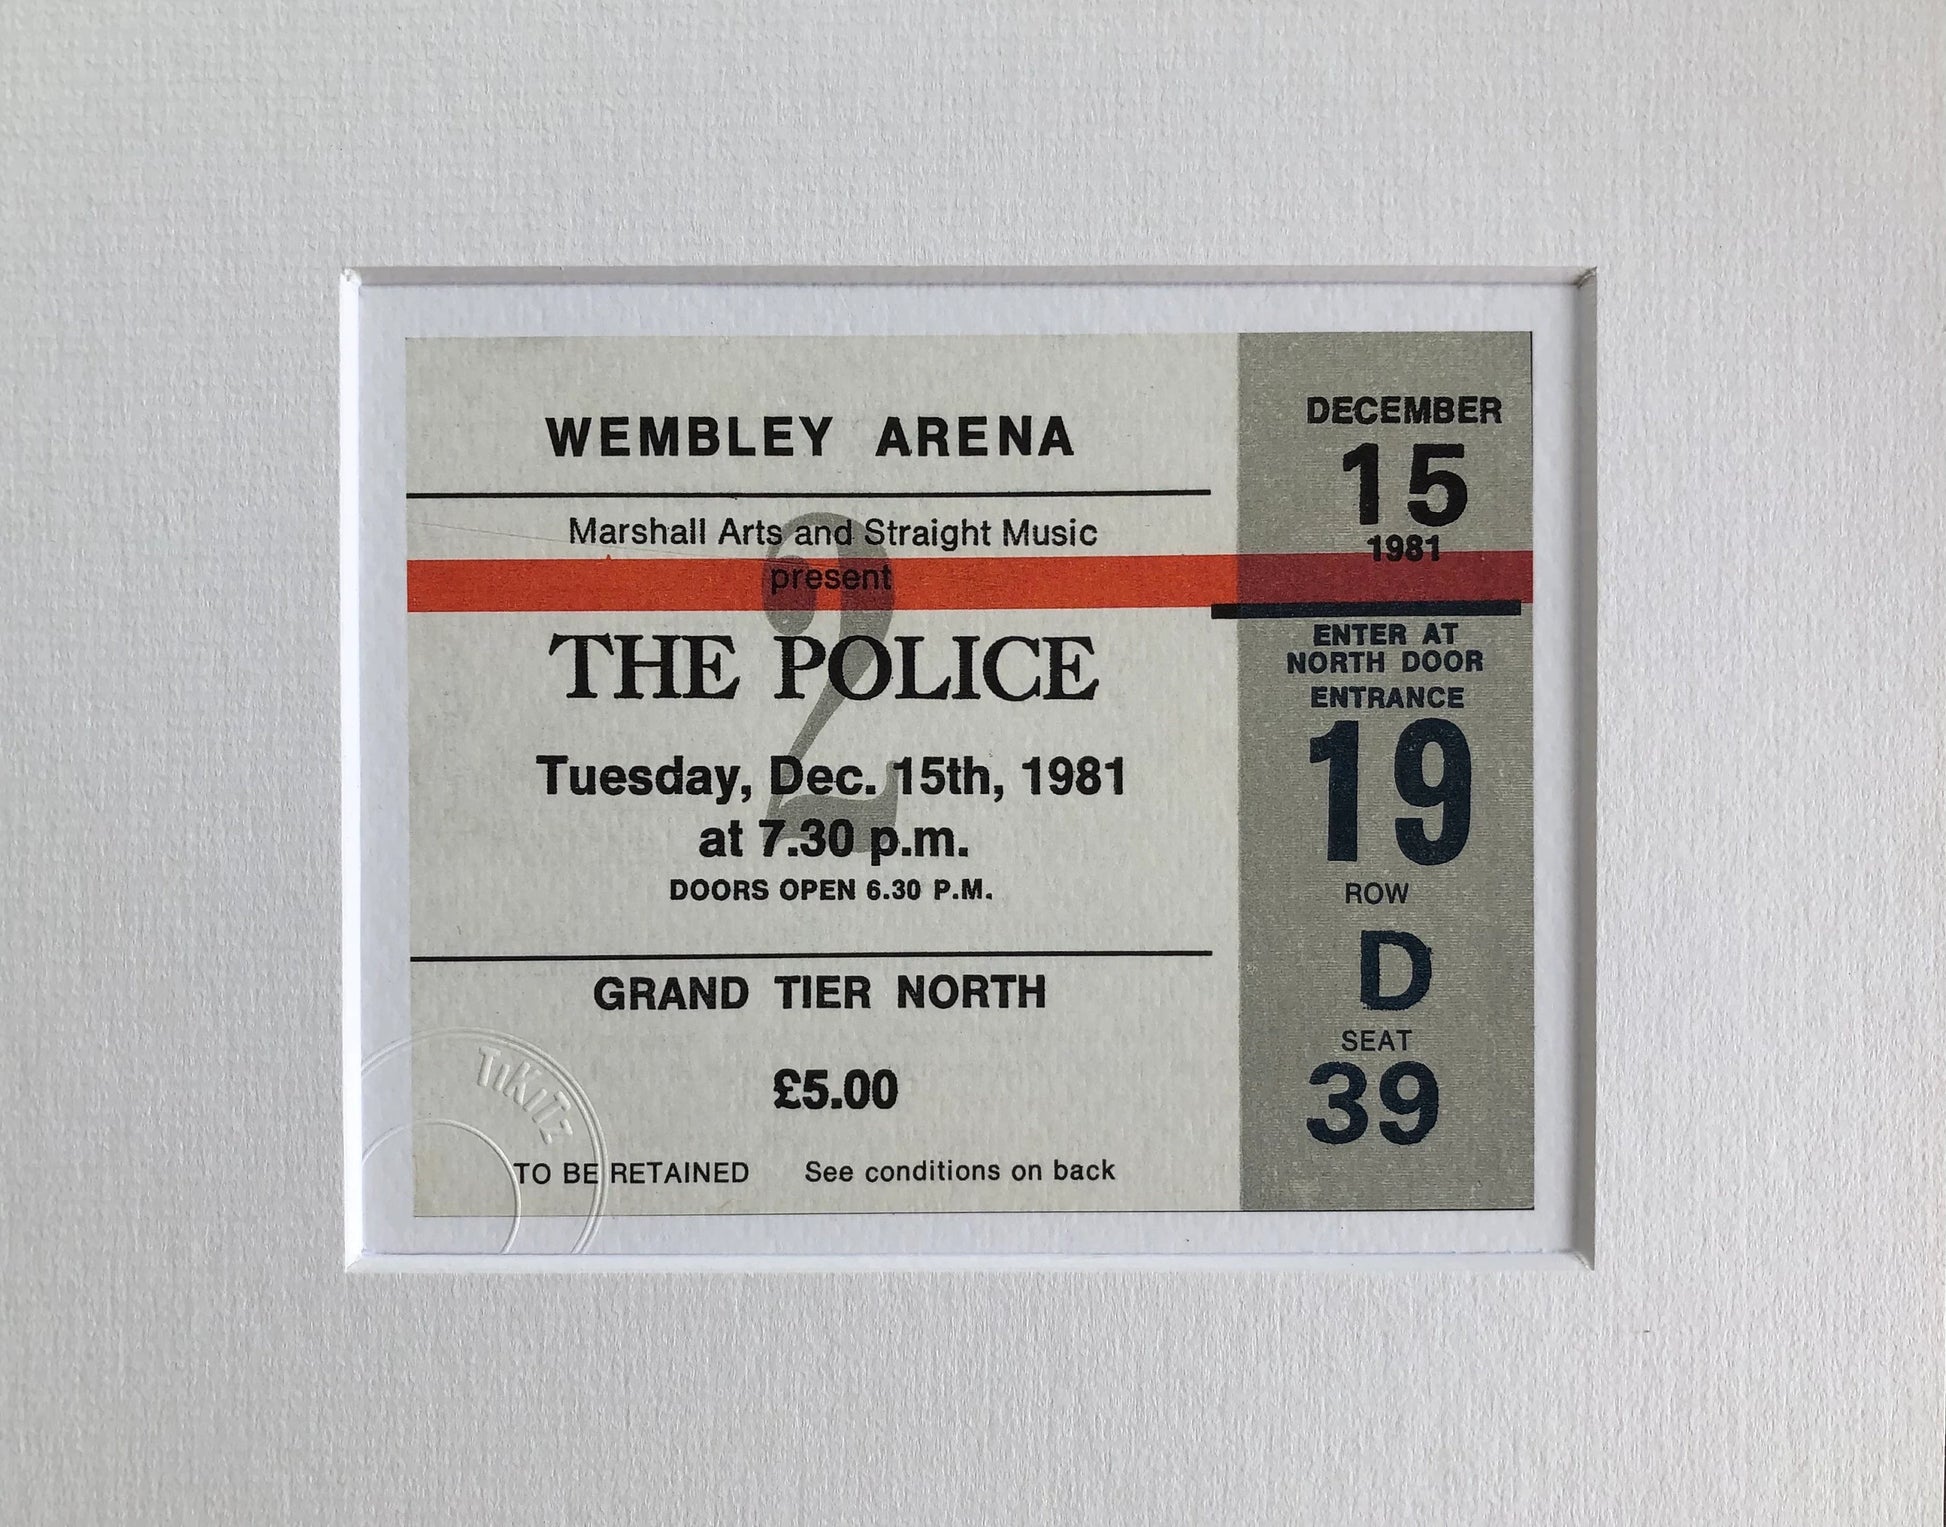 WEMBLEY ARENA
Marshall Arts and Straight Music
present
2
THE POLICE
Tuesday, Dec. 15th, 1981
at 7.30 p.m.
DOORS OPEN 6.30 P.M.
GRAND TIER NORTH
£5.00
TO BE RETAINED See conditions on back
TiKiTz
DECEMBER
15
1981
ENTER AT
NORTH DOOR
ENTRANCE
19
ROW
D
SEAT
39